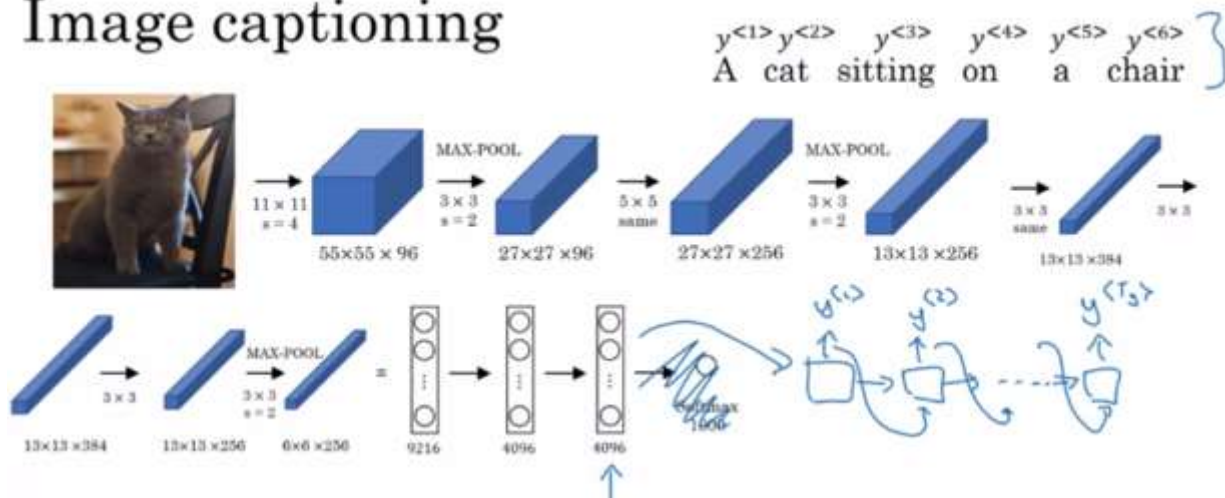 Image captioning
y<1> y<2> y<3> y<4> y<5> y<6>
A cat sitting on a chair
MAX-POOL
MAX-POOL
11 × 11
s = 4
3 × 3
s = 2
5 × 5
same
3 × 3
s = 2
3 × 3
same
3 × 3
55×55 × 96
27×27 ×96
27×27 ×256
13×13 ×256
13×13 ×384
y<1>
y<2>
y<Ty>
MAX-POOL
3 × 3
3 × 3
s = 2
=
Softmax
1000
13×13 ×384
13×13 ×256
6×6 ×256
9216
4096
4096